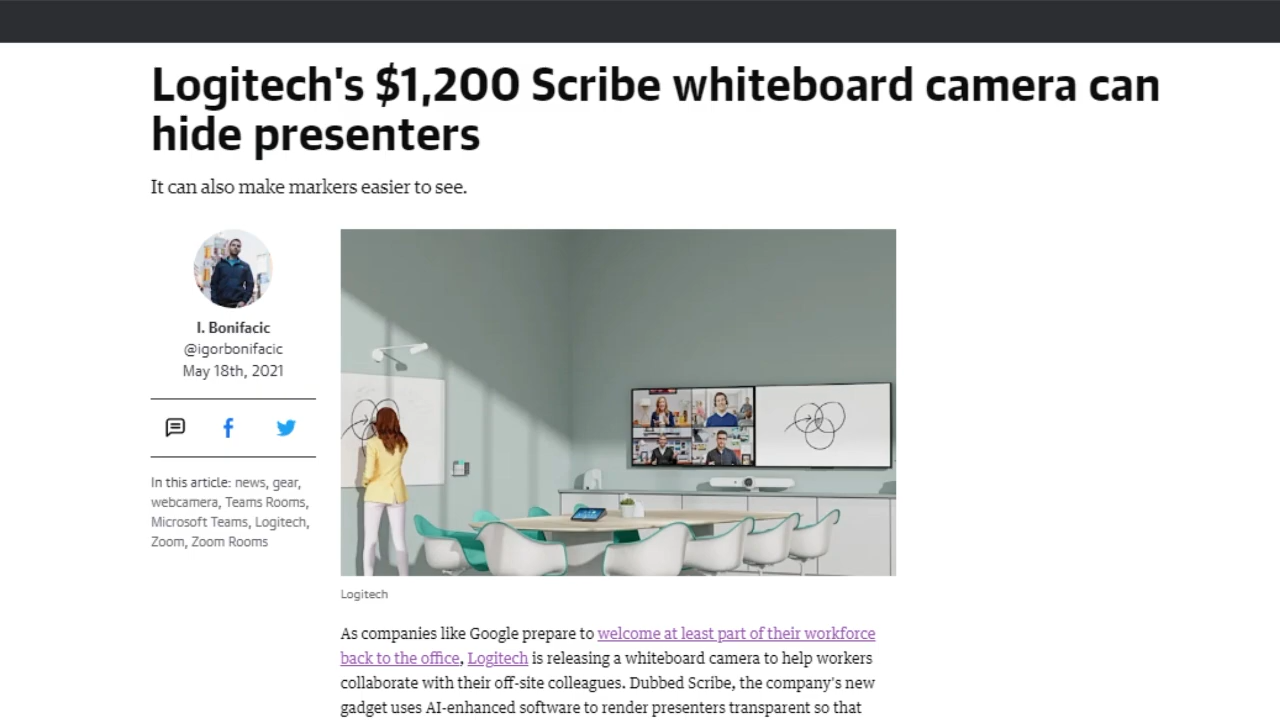 Logitech's $1,200 Scribe whiteboard camera can
hide presenters
It can also make markers easier to see.
I. Bonifacic
@igorbonifacic
May 18th, 2021
In this article: news, gear,
webcamera, Teams Rooms,
Microsoft Teams, Logitech,
Zoom, Zoom Rooms
Logitech
As companies like Google prepare to welcome at least part of their workforce
back to the office, Logitech is releasing a whiteboard camera to help workers
collaborate with their off-site colleagues. Dubbed Scribe, the company's new
gadget uses AI-enhanced software to render presenters transparent so that